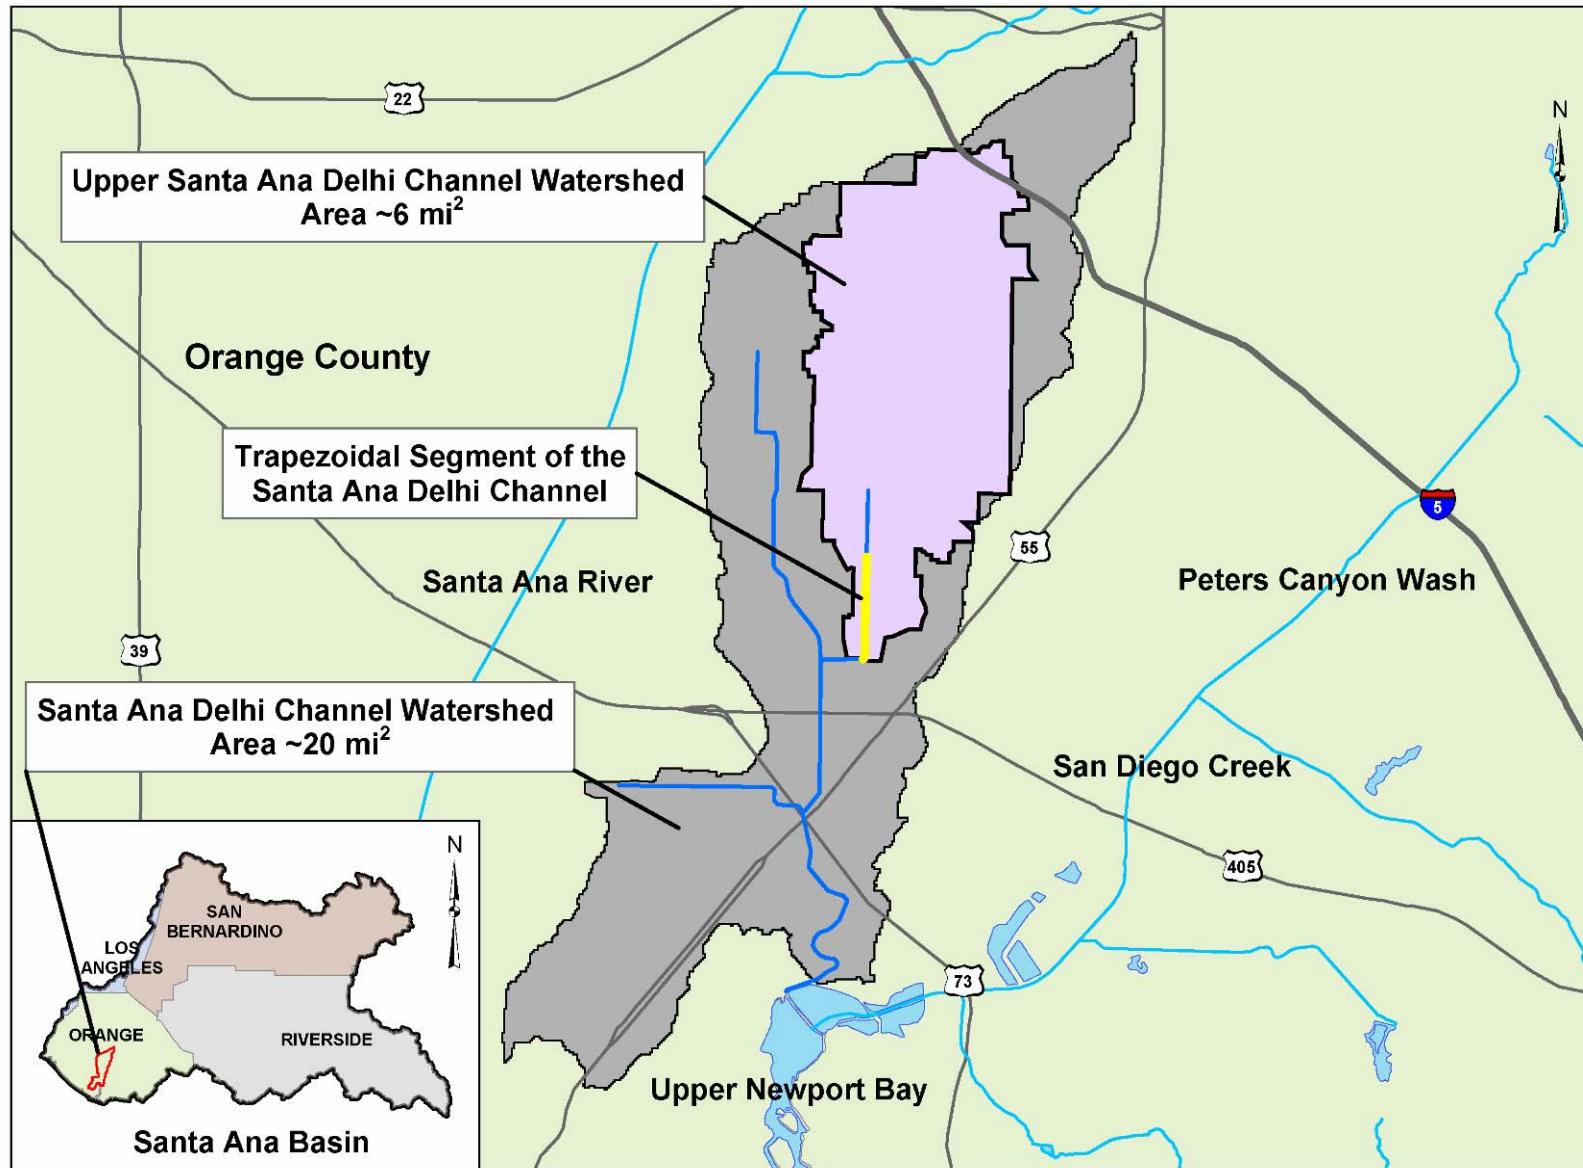 22
N
Upper Santa Ana Delhi Channel Watershed
Area ~6 mi²
Orange County
Trapezoidal Segment of the
Santa Ana Delhi Channel
5
55
Santa Ana River
Peters Canyon Wash
39
Santa Ana Delhi Channel Watershed
Area ~20 mi²
San Diego Creek
405
N
SAN
BERNARDINO
LOS
ANGELES
73
ORANGE
RIVERSIDE
Upper Newport Bay
Santa Ana Basin